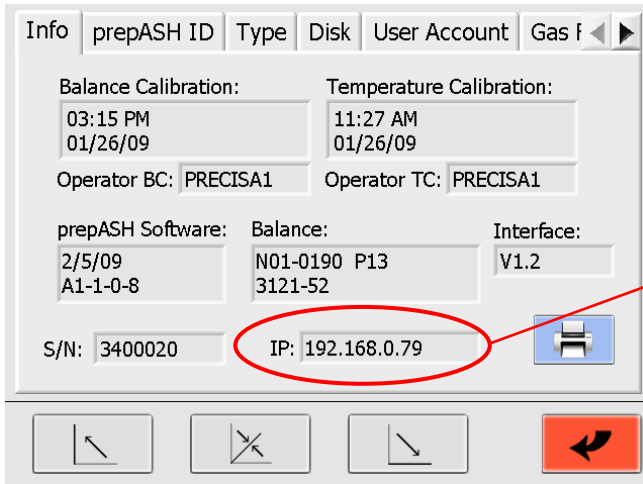 Info prepASH ID Type Disk User Account Gas
Balance Calibration: Temperature Calibration:
03:15 PM 11:27 AM
01/26/09 01/26/09
Operator BC: PRECISA1 Operator TC: PRECISA1
prepASH Software: Balance: Interface:
2/5/09 N01-0190 P13 V1.2
A1-1-0-8 3121-52
S/N: 3400020 IP: 192.168.0.79